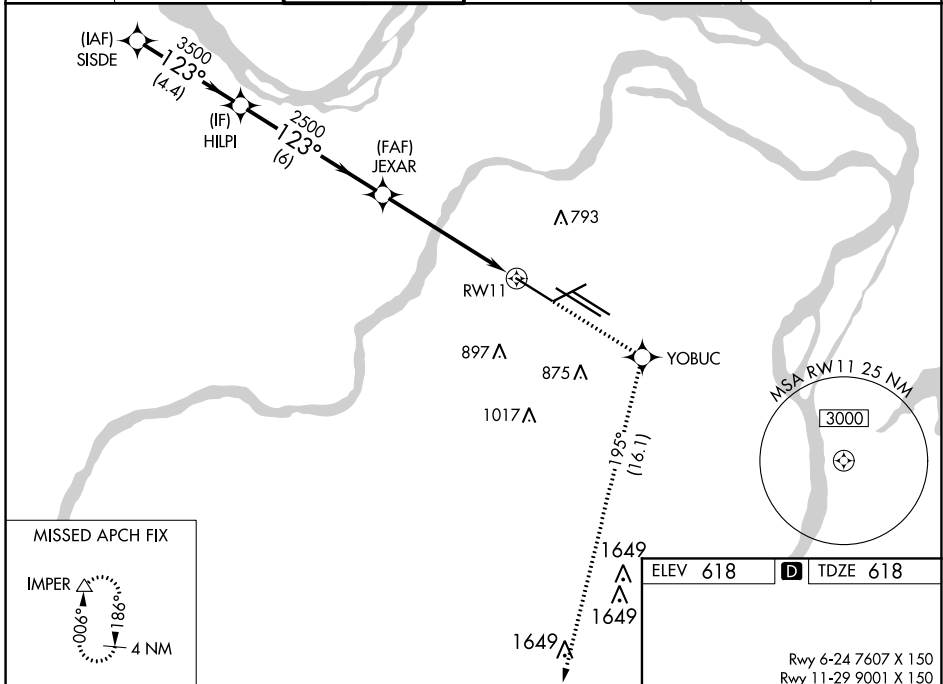 (IAF)
SISDE
3500
123°
(4.4)
(IF)
HILPI
2500
123°
(6)
(FAF)
JEXAR
793
RW11
897
875
YOBUC
1017
MSA RW11 25 NM
3000
195°
(16.1)
MISSED APCH FIX
IMPER
006°
186°
4 NM
1649
1649
1649
ELEV 618 D TDZE 618
Rwy 6-24 7607 X 150
Rwy 11-29 9001 X 150